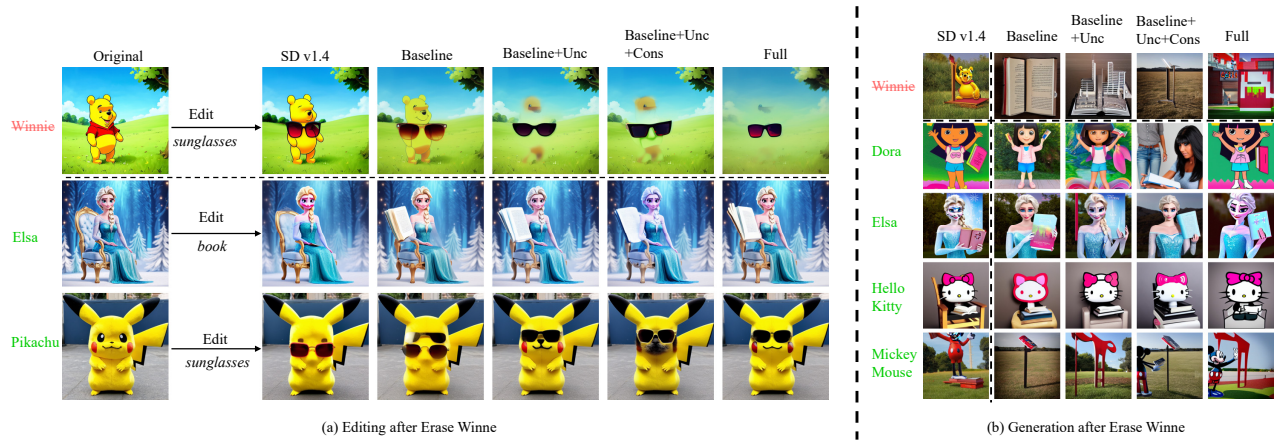 Original
SD v1.4
Baseline
Baseline+Unc
Baseline+Unc
+Cons
Full
Winnie
Edit
sunglasses
Elsa
Edit
book
Pikachu
Edit
sunglasses
(a) Editing after Erase Winne
SD v1.4
Baseline
Baseline
+Unc
Baseline+
Unc+Cons
Full
Winnie
Dora
Elsa
Hello
Kitty
Mickey
Mouse
(b) Generation after Erase Winne